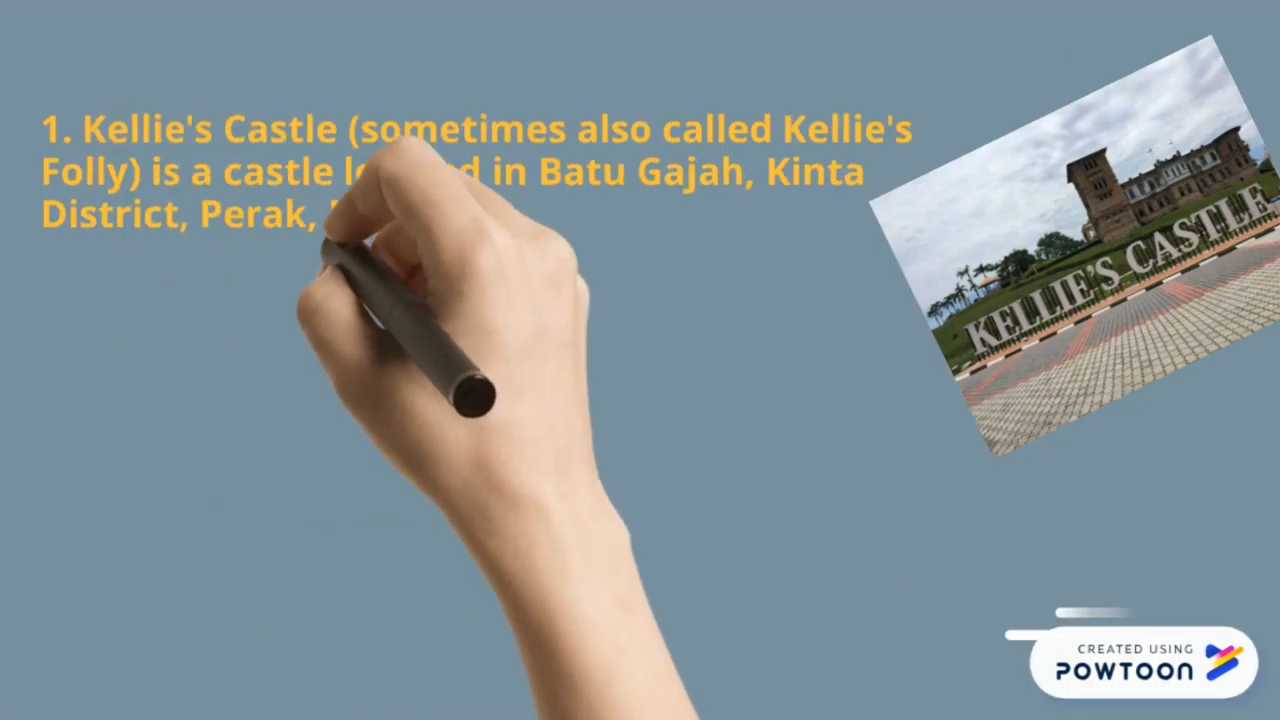 1. Kellie's Castle (sometimes also called Kellie's
Folly) is a castle in Batu Gajah, Kinta
District, Perak,
KELLIE'S CASTLE
CREATED USING
POWTOON